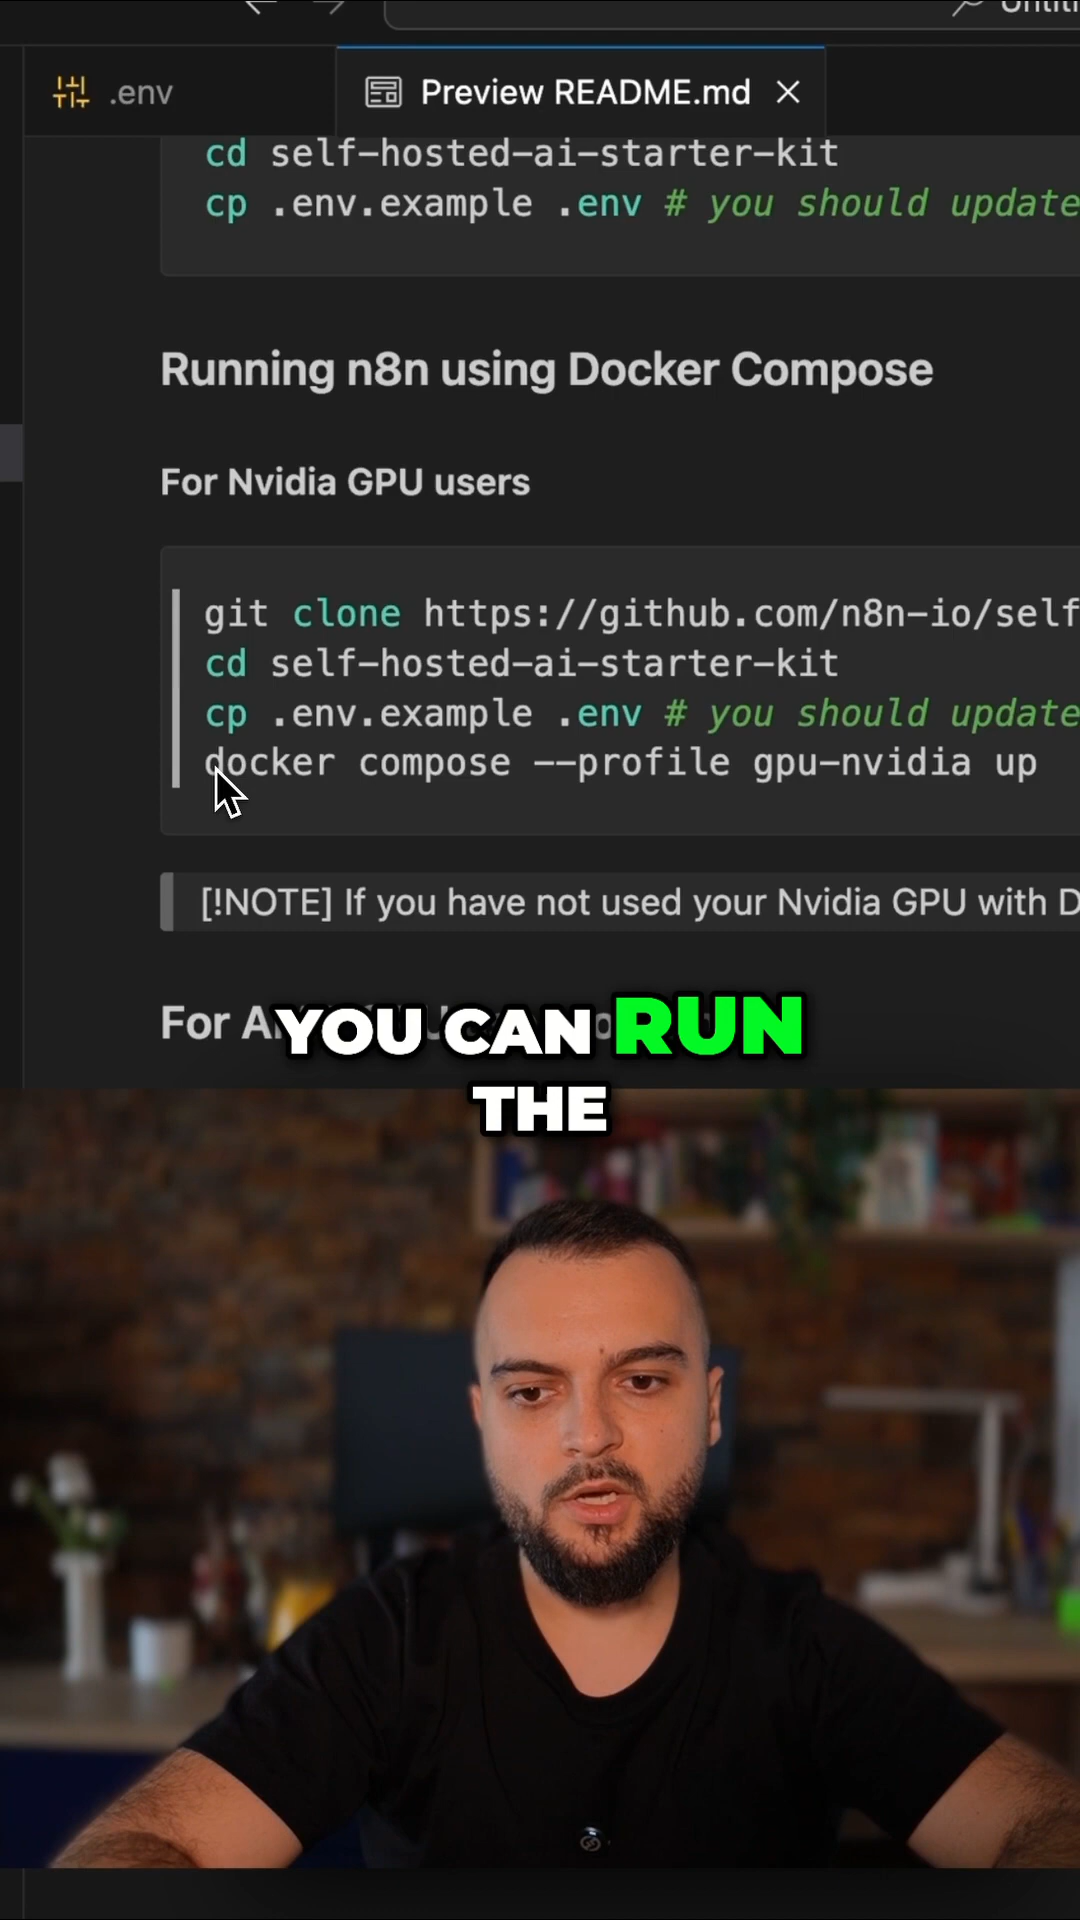 Untitl
.env
Preview README.md
cd self-hosted-ai-starter-kit
cp .env.example .env # you should update
Running n8n using Docker Compose
For Nvidia GPU users
git clone https://github.com/n8n-io/self
cd self-hosted-ai-starter-kit
cp .env.example .env # you should update
docker compose --profile gpu-nvidia up
[!NOTE] If you have not used your Nvidia GPU with D
For
YOU CAN RUN
THE